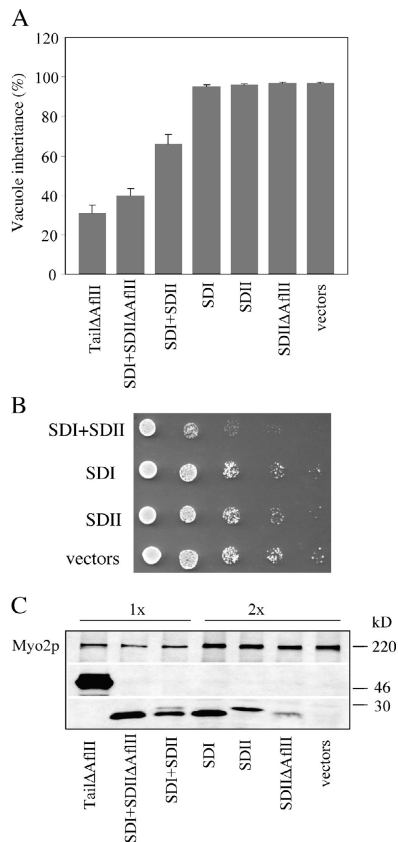 A
Vacuole inheritance (%)
120
100
80
60
40
20
0
TailΔAflII
SDI+SDIIΔAflII
SDI+SDII
SDI
SDII
SDIIΔAflII
vectors
B
SDI+SDII
SDI
SDII
vectors
C
1x 2x kD
Myo2p 220
46
30
TailΔAflII
SDI+SDIIΔAflII
SDI+SDII
SDI
SDII
SDIIΔAflII
vectors